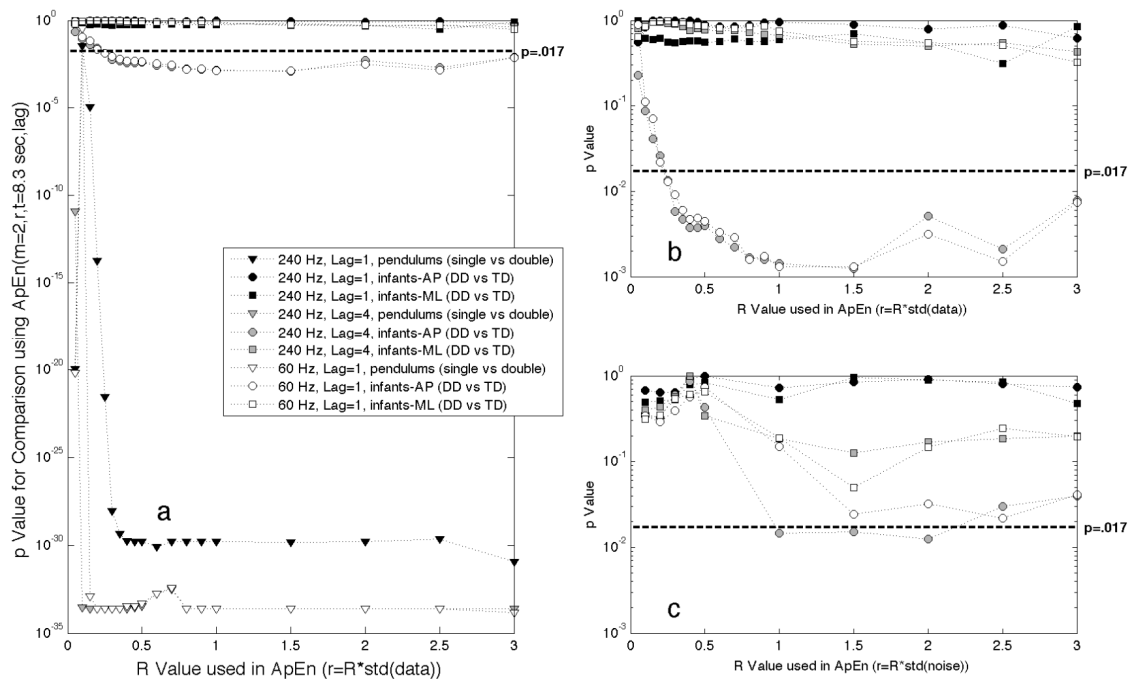 10^0
10^-5
10^-10
10^-15
10^-20
10^-25
10^-30
10^-35
p Value for Comparison using ApEn(m=2,r,t=8.3 sec,lag)
p=.017
240 Hz, Lag=1, pendulums (single vs double)
240 Hz, Lag=1, infants-AP (DD vs TD)
240 Hz, Lag=1, infants-ML (DD vs TD)
240 Hz, Lag=4, pendulums (single vs double)
240 Hz, Lag=4, infants-AP (DD vs TD)
240 Hz, Lag=4, infants-ML (DD vs TD)
60 Hz, Lag=1, pendulums (single vs double)
60 Hz, Lag=1, infants-AP (DD vs TD)
60 Hz, Lag=1, infants-ML (DD vs TD)
a
0 0.5 1 1.5 2 2.5 3
R Value used in ApEn (r=R*std(data))
10^0
10^-1
10^-2
10^-3
p Value
p=.017
b
0 0.5 1 1.5 2 2.5 3
R Value used in ApEn (r=R*std(data))
10^0
10^-1
10^-2
10^-3
p Value
p=.017
c
0 0.5 1 1.5 2 2.5 3
R Value used in ApEn (r=R*std(noise))